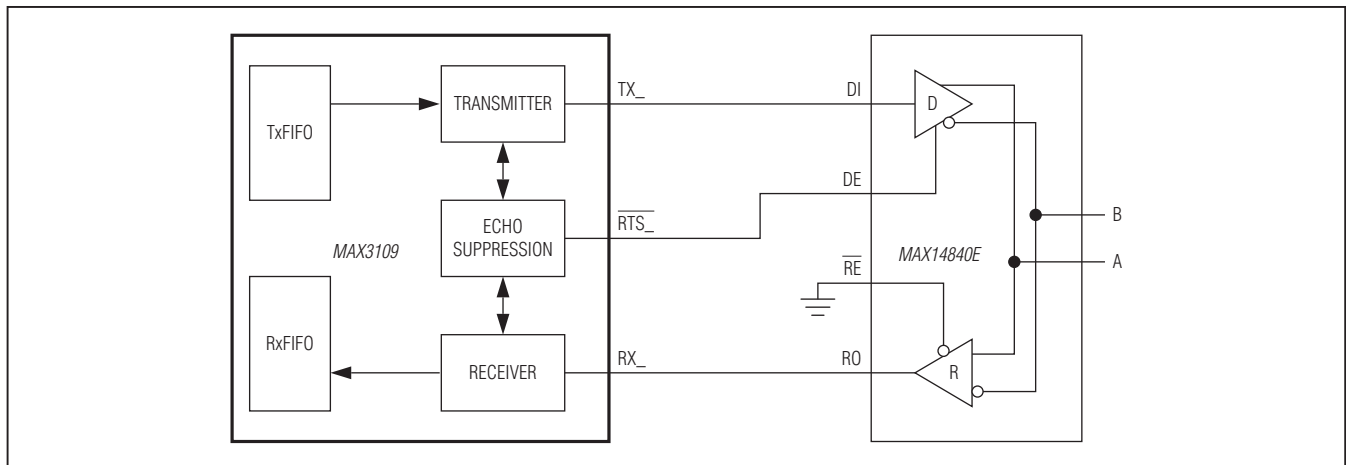 TxFIFO
TRANSMITTER
TX_
DI
D
DE
ECHO
SUPPRESSION
RTS_
MAX3109
RE
MAX14840E
B
A
RxFIFO
RECEIVER
RX_
RO
R